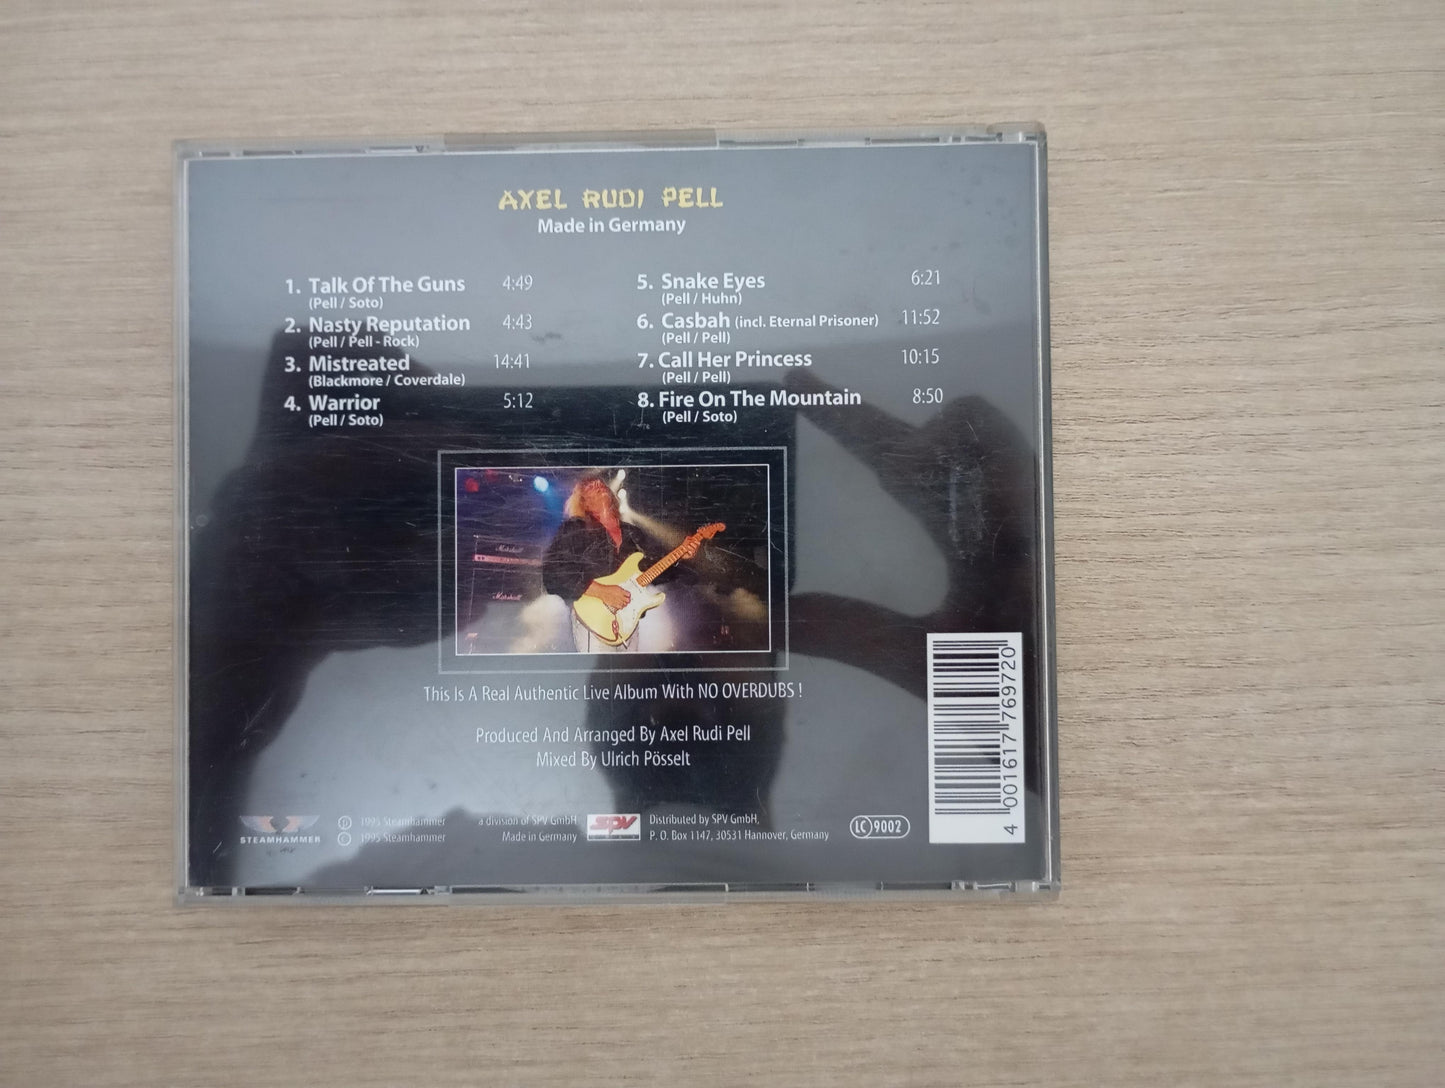 AXEL RUDI PELL
Made in Germany
1. Talk Of The Guns 4:49
(Pell / Soto)
2. Nasty Reputation 4:43
(Pell / Pell - Rock)
3. Mistreated 14:41
(Blackmore / Coverdale)
4. Warrior 5:12
(Pell / Soto)
5. Snake Eyes 6:21
(Pell / Huhn)
6. Casbah (incl. Eternal Prisoner) 11:52
(Pell / Pell)
7. Call Her Princess 10:15
(Pell / Pell)
8. Fire On The Mountain 8:50
(Pell / Soto)
Marshall
Marshall
This Is A Real Authentic Live Album With NO OVERDUBS !
Produced And Arranged By Axel Rudi Pell
Mixed By Ulrich Pösselt
STEAMHAMMER
℗ 1995 Steamhammer
© 1995 Steamhammer
a division of SPV GmbH
Made in Germany
SPV
Distributed by SPV GmbH,
P. O. Box 1147, 30531 Hannover, Germany
LC 9002
4 001617 769720